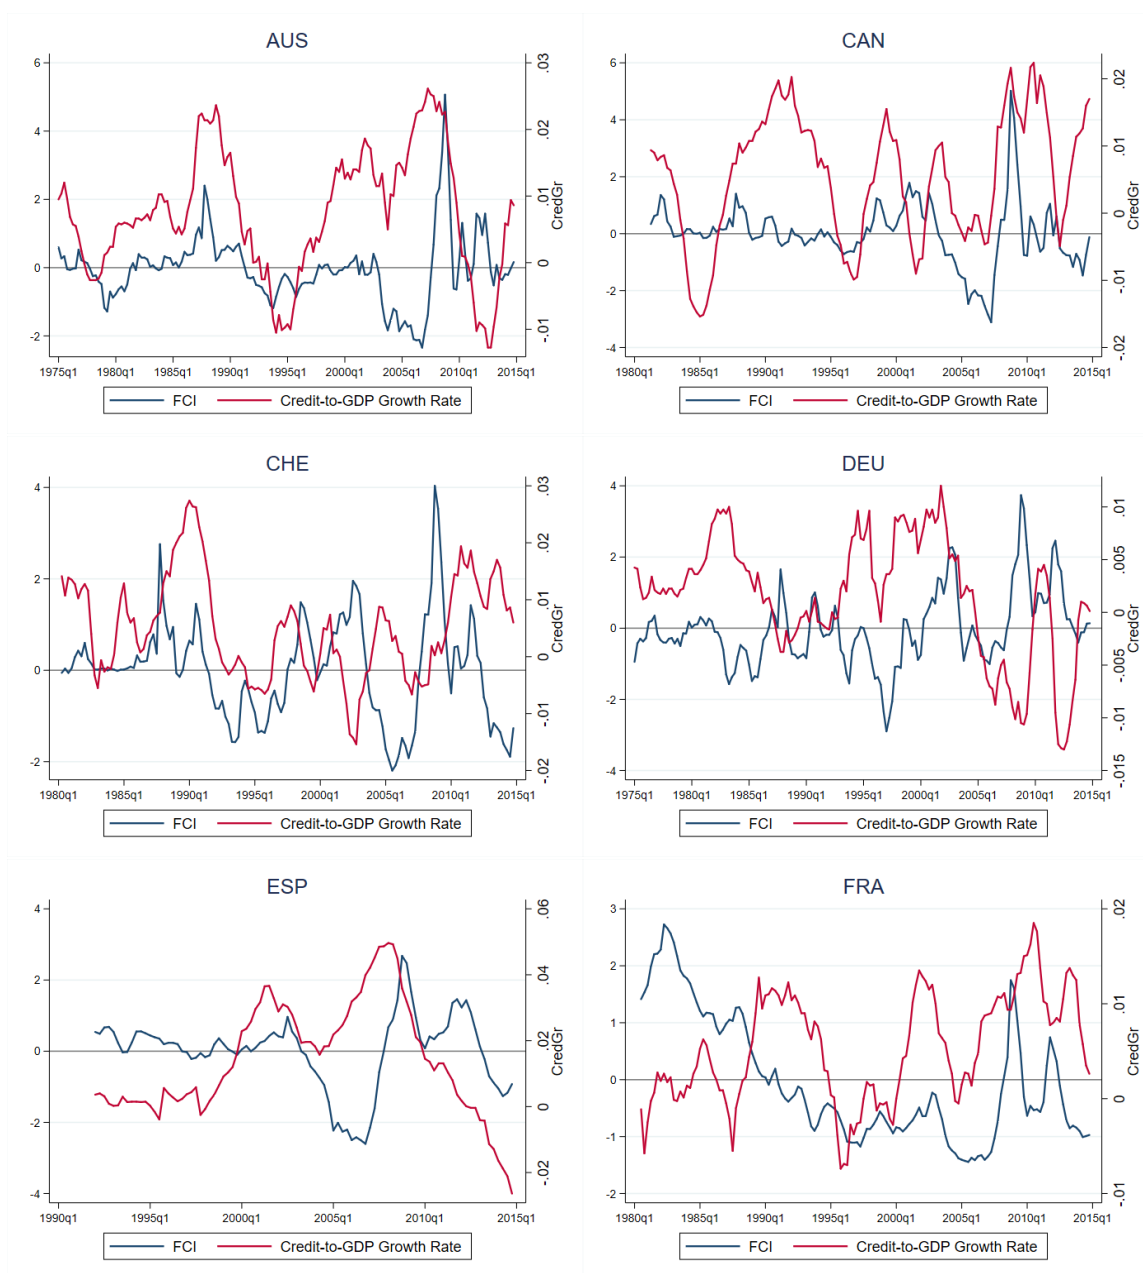 AUS
6
4
2
0
-2
.03
.02
.01
0
-.01
CredGr
1975q1 1980q1 1985q1 1990q1 1995q1 2000q1 2005q1 2010q1 2015q1
FCI Credit-to-GDP Growth Rate
CAN
6
4
2
0
-2
-4
.02
.01
0
-.01
-.02
CredGr
1980q1 1985q1 1990q1 1995q1 2000q1 2005q1 2010q1 2015q1
FCI Credit-to-GDP Growth Rate
CHE
4
2
0
-2
.03
.02
.01
0
-.01
-.02
CredGr
1980q1 1985q1 1990q1 1995q1 2000q1 2005q1 2010q1 2015q1
FCI Credit-to-GDP Growth Rate
DEU
4
2
0
-2
-4
.01
.005
0
-.005
-.01
-.015
CredGr
1975q1 1980q1 1985q1 1990q1 1995q1 2000q1 2005q1 2010q1 2015q1
FCI Credit-to-GDP Growth Rate
ESP
4
2
0
-2
-4
.06
.04
.02
0
-.02
CredGr
1990q1 1995q1 2000q1 2005q1 2010q1 2015q1
FCI Credit-to-GDP Growth Rate
FRA
3
2
1
0
-1
-2
.02
.01
0
-.01
CredGr
1980q1 1985q1 1990q1 1995q1 2000q1 2005q1 2010q1 2015q1
FCI Credit-to-GDP Growth Rate